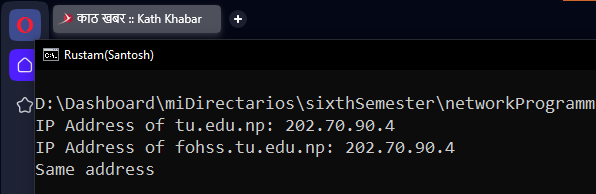 काठ खबर :: Kath Khabar
Rustam(Santosh)
D:\Dashboard\miDirectarios\sixthSemester\networkProgramm
IP Address of tu.edu.np: 202.70.90.4
IP Address of fohss.tu.edu.np: 202.70.90.4
Same address